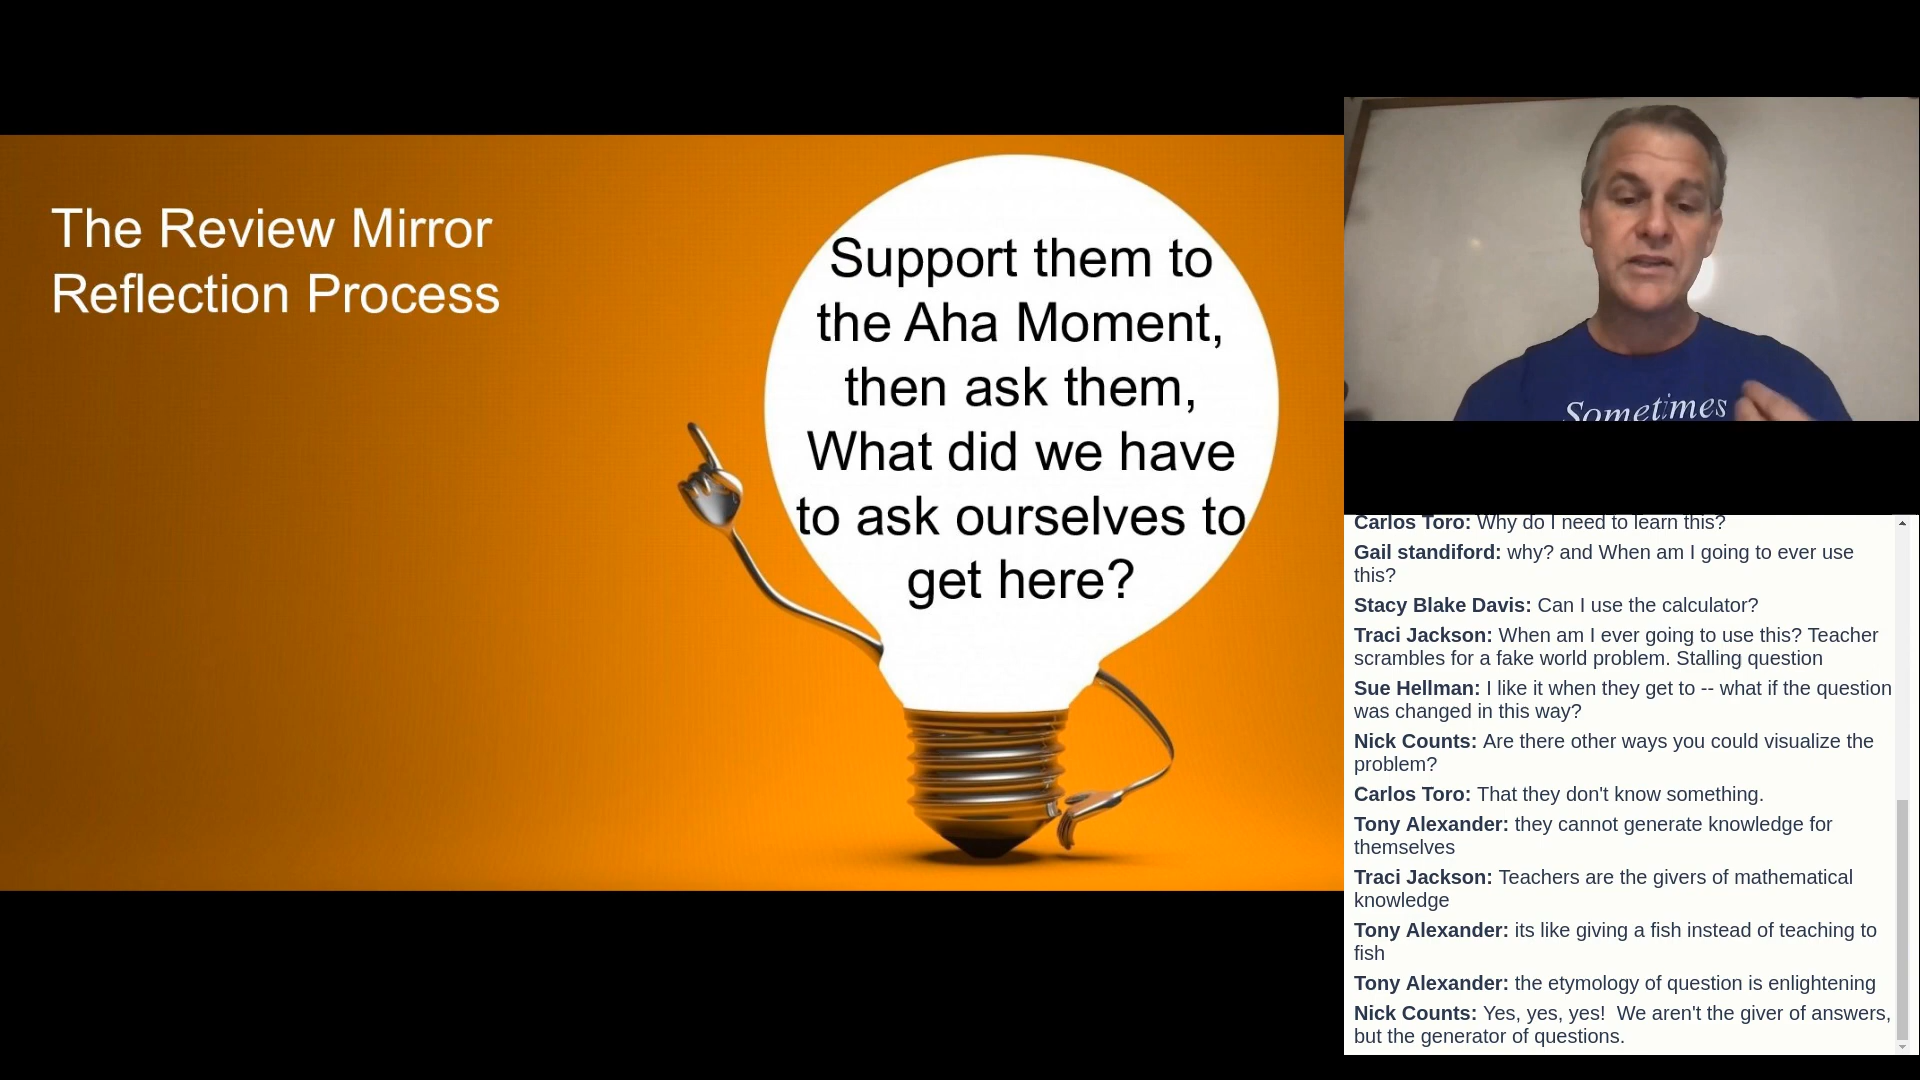 The Review Mirror
Reflection Process
Support them to
the Aha Moment,
then ask them,
What did we have
to ask ourselves to
get here?
Sometimes
Carlos Toro: Why do I need to learn this?
Gail standiford: why? and When am I going to ever use
this?
Stacy Blake Davis: Can I use the calculator?
Traci Jackson: When am I ever going to use this? Teacher
scrambles for a fake world problem. Stalling question
Sue Hellman: I like it when they get to -- what if the question
was changed in this way?
Nick Counts: Are there other ways you could visualize the
problem?
Carlos Toro: That they don't know something.
Tony Alexander: they cannot generate knowledge for
themselves
Traci Jackson: Teachers are the givers of mathematical
knowledge
Tony Alexander: its like giving a fish instead of teaching to
fish
Tony Alexander: the etymology of question is enlightening
Nick Counts: Yes, yes, yes!  We aren't the giver of answers,
but the generator of questions.